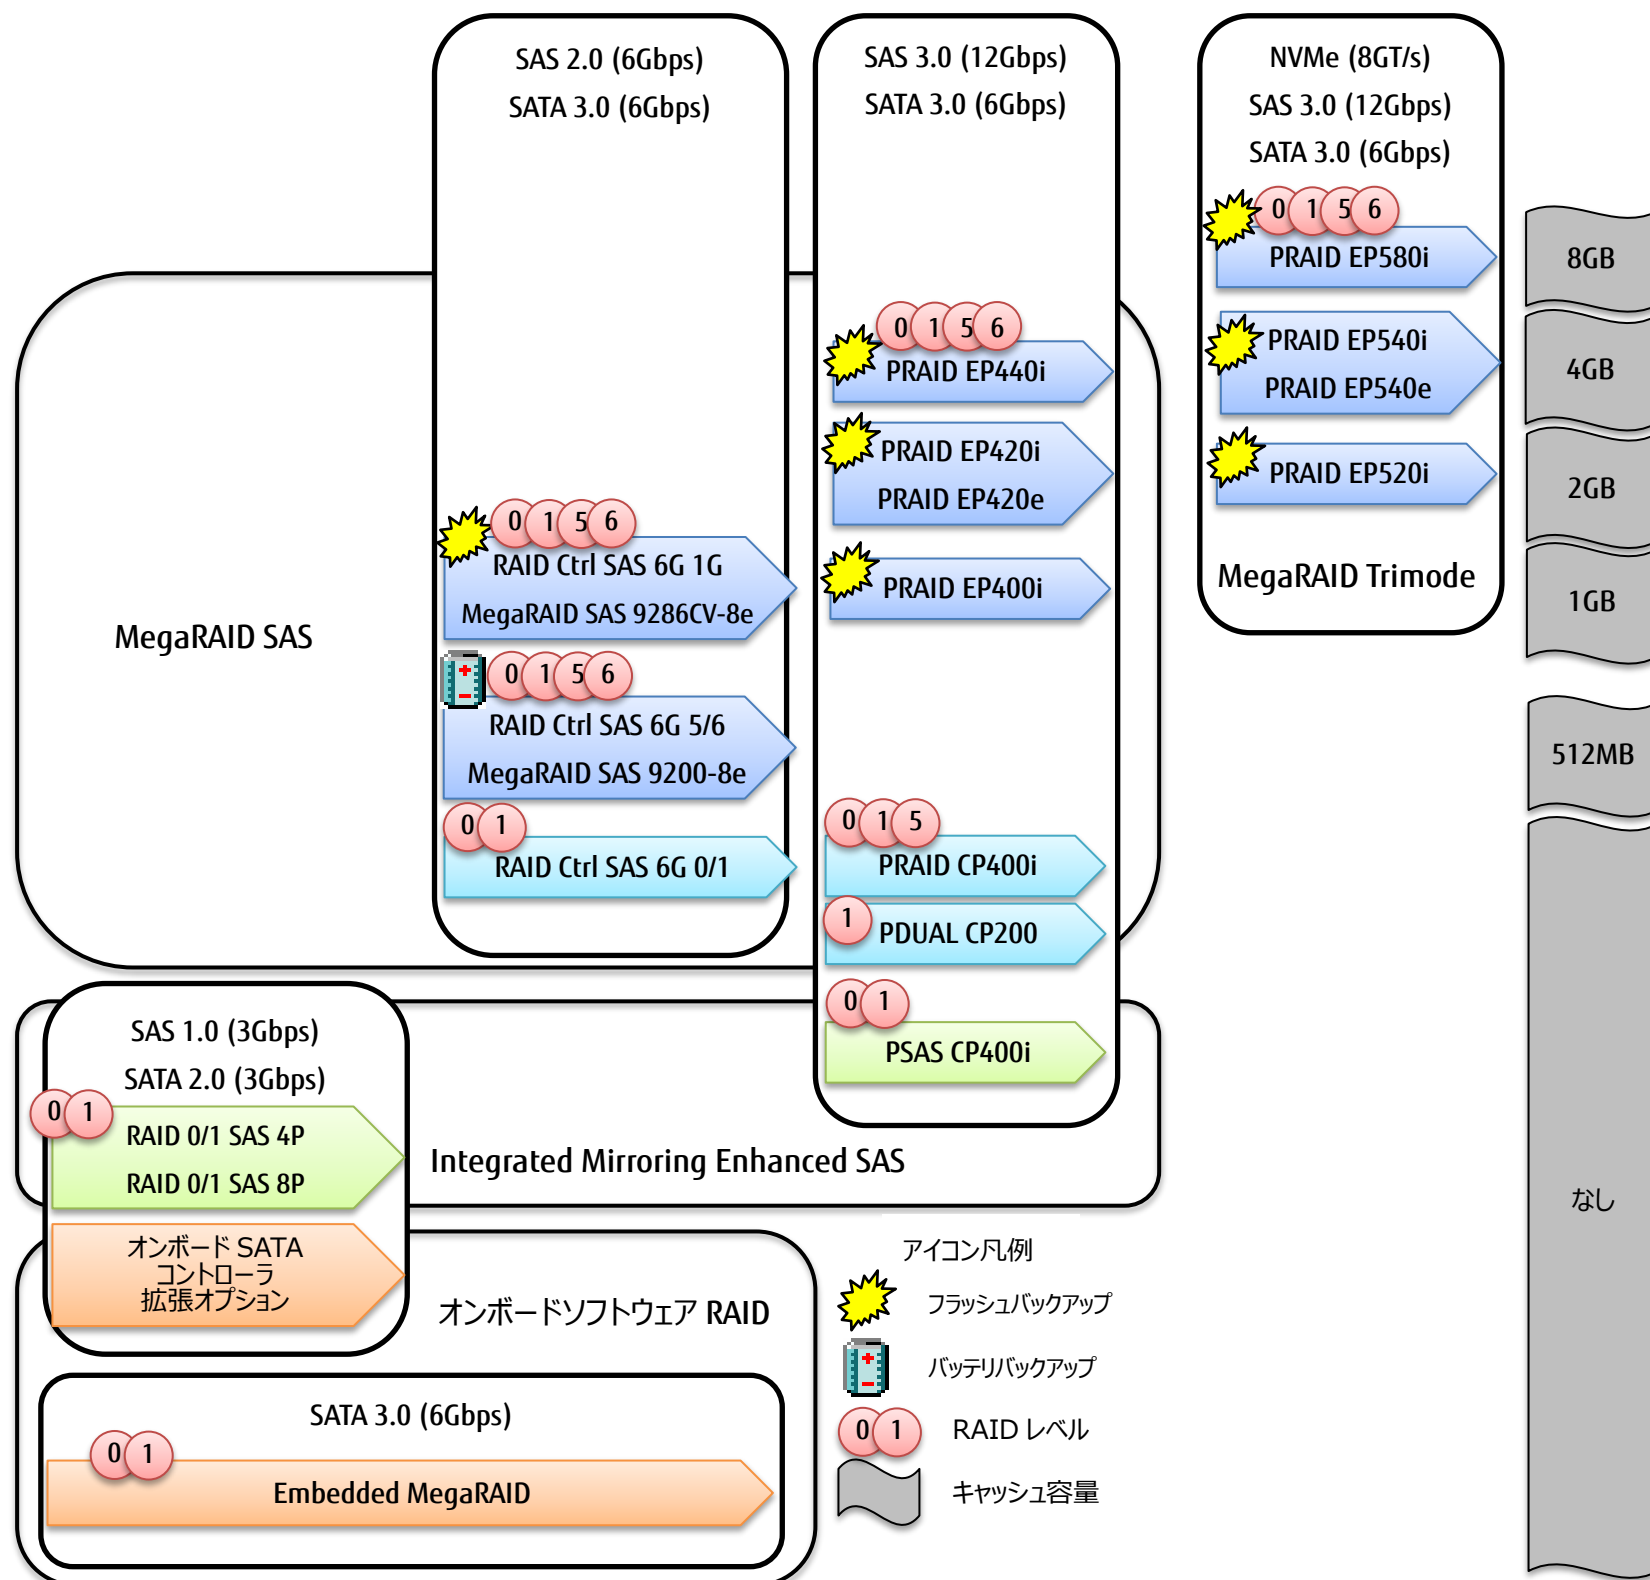 SAS 2.0 (6Gbps)
SATA 3.0 (6Gbps)
SAS 3.0 (12Gbps)
SATA 3.0 (6Gbps)
NVMe (8GT/s)
SAS 3.0 (12Gbps)
SATA 3.0 (6Gbps)
0 1 5 6
PRAID EP580i
8GB
0 1 5 6
PRAID EP440i
PRAID EP540i
PRAID EP540e
4GB
PRAID EP420i
PRAID EP420e
PRAID EP520i
2GB
0 1 5 6
RAID Ctrl SAS 6G 1G
MegaRAID SAS 9286CV-8e
PRAID EP400i
MegaRAID Trimode
1GB
MegaRAID SAS
0 1 5 6
RAID Ctrl SAS 6G 5/6
MegaRAID SAS 9200-8e
512MB
0 1
RAID Ctrl SAS 6G 0/1
0 1 5
PRAID CP400i
1
PDUAL CP200
0 1
PSAS CP400i
SAS 1.0 (3Gbps)
SATA 2.0 (3Gbps)
0 1
RAID 0/1 SAS 4P
RAID 0/1 SAS 8P
Integrated Mirroring Enhanced SAS
なし
オンボード SATA
コントローラ
拡張オプション
オンボードソフトウェア RAID
SATA 3.0 (6Gbps)
0 1
Embedded MegaRAID
アイコン凡例
フラッシュバックアップ
バッテリバックアップ
0 1
RAID レベル
キャッシュ容量